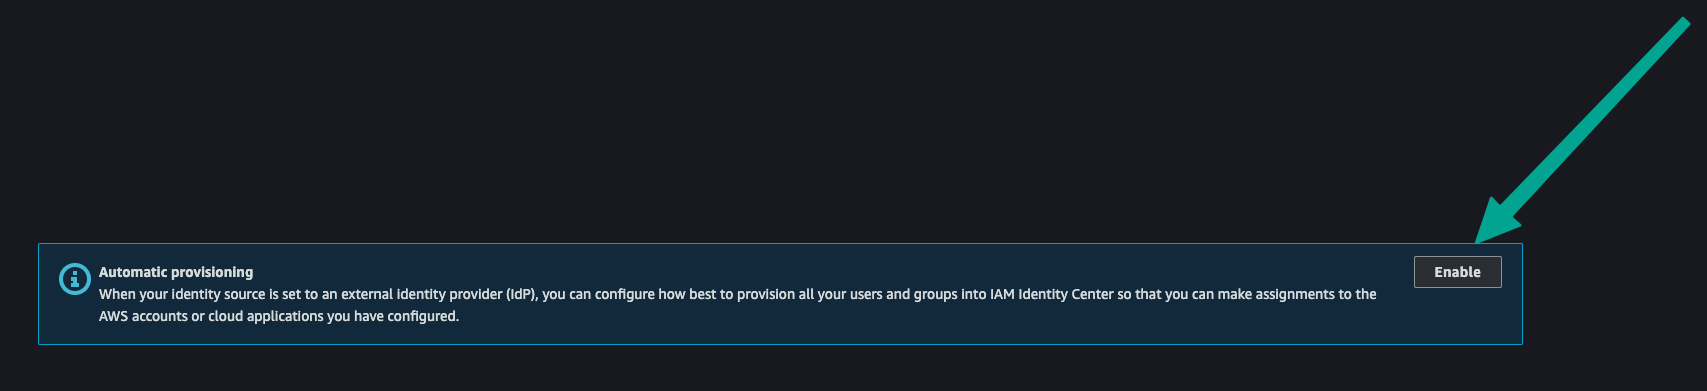 Automatic provisioning
Enable
When your identity source is set to an external identity provider (IdP), you can configure how best to provision all your users and groups into IAM Identity Center so that you can make assignments to the
AWS accounts or cloud applications you have configured.